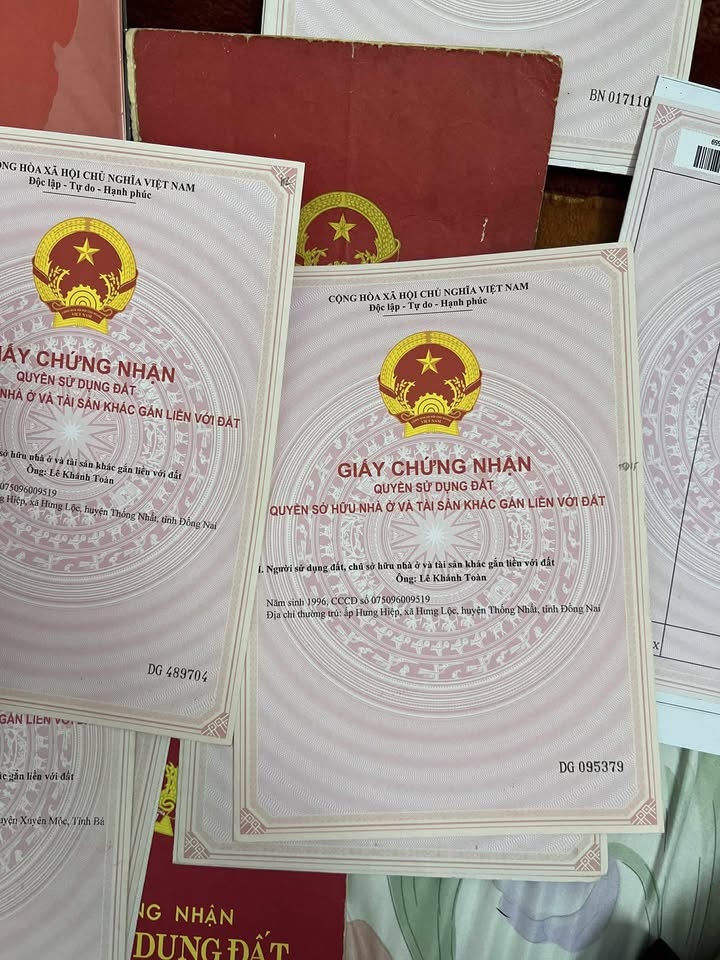 BN 017110
CỘNG HÒA XÃ HỘI CHỦ NGHĨA VIỆT NAM
Độc lập - Tự do - Hạnh phúc
GIẤY CHỨNG NHẬN
QUYỀN SỬ DỤNG ĐẤT
NHÀ Ở VÀ TÀI SẢN KHÁC GẮN LIỀN VỚI ĐẤT
sở hữu nhà ở và tài sản khác gắn liền với đất
Ông: Lê Khánh Toàn
075096009519
Hiệp, xã Hưng Lộc, huyện Thống Nhất, tỉnh Đồng Nai
DG 489704
CỘNG HÒA XÃ HỘI CHỦ NGHĨA VIỆT NAM
Độc lập - Tự do - Hạnh phúc
GIẤY CHỨNG NHẬN
QUYỀN SỬ DỤNG ĐẤT
QUYỀN SỞ HỮU NHÀ Ở VÀ TÀI SẢN KHÁC GẮN LIỀN VỚI ĐẤT
I. Người sử dụng đất, chủ sở hữu nhà ở và tài sản khác gắn liền với đất
Ông: Lê Khánh Toàn
Năm sinh 1996, CCCD số 075096009519
Địa chỉ thường trú: ấp Hưng Hiệp, xã Hưng Lộc, huyện Thống Nhất, tỉnh Đồng Nai
DG 095379
GẮN LIỀN VỚI
gắn liền với đất
Xuyên Mộc, Tỉnh Bà
NHẬN
DỤNG ĐẤT
X